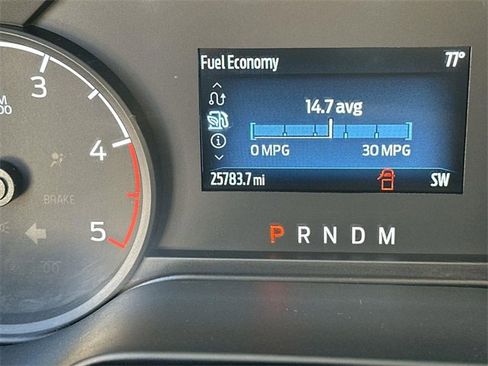 Fuel Economy 77°
14.7 avg
0 MPG 30 MPG
25783.7 mi SW
P R N D M
3
4
5
BRAKE